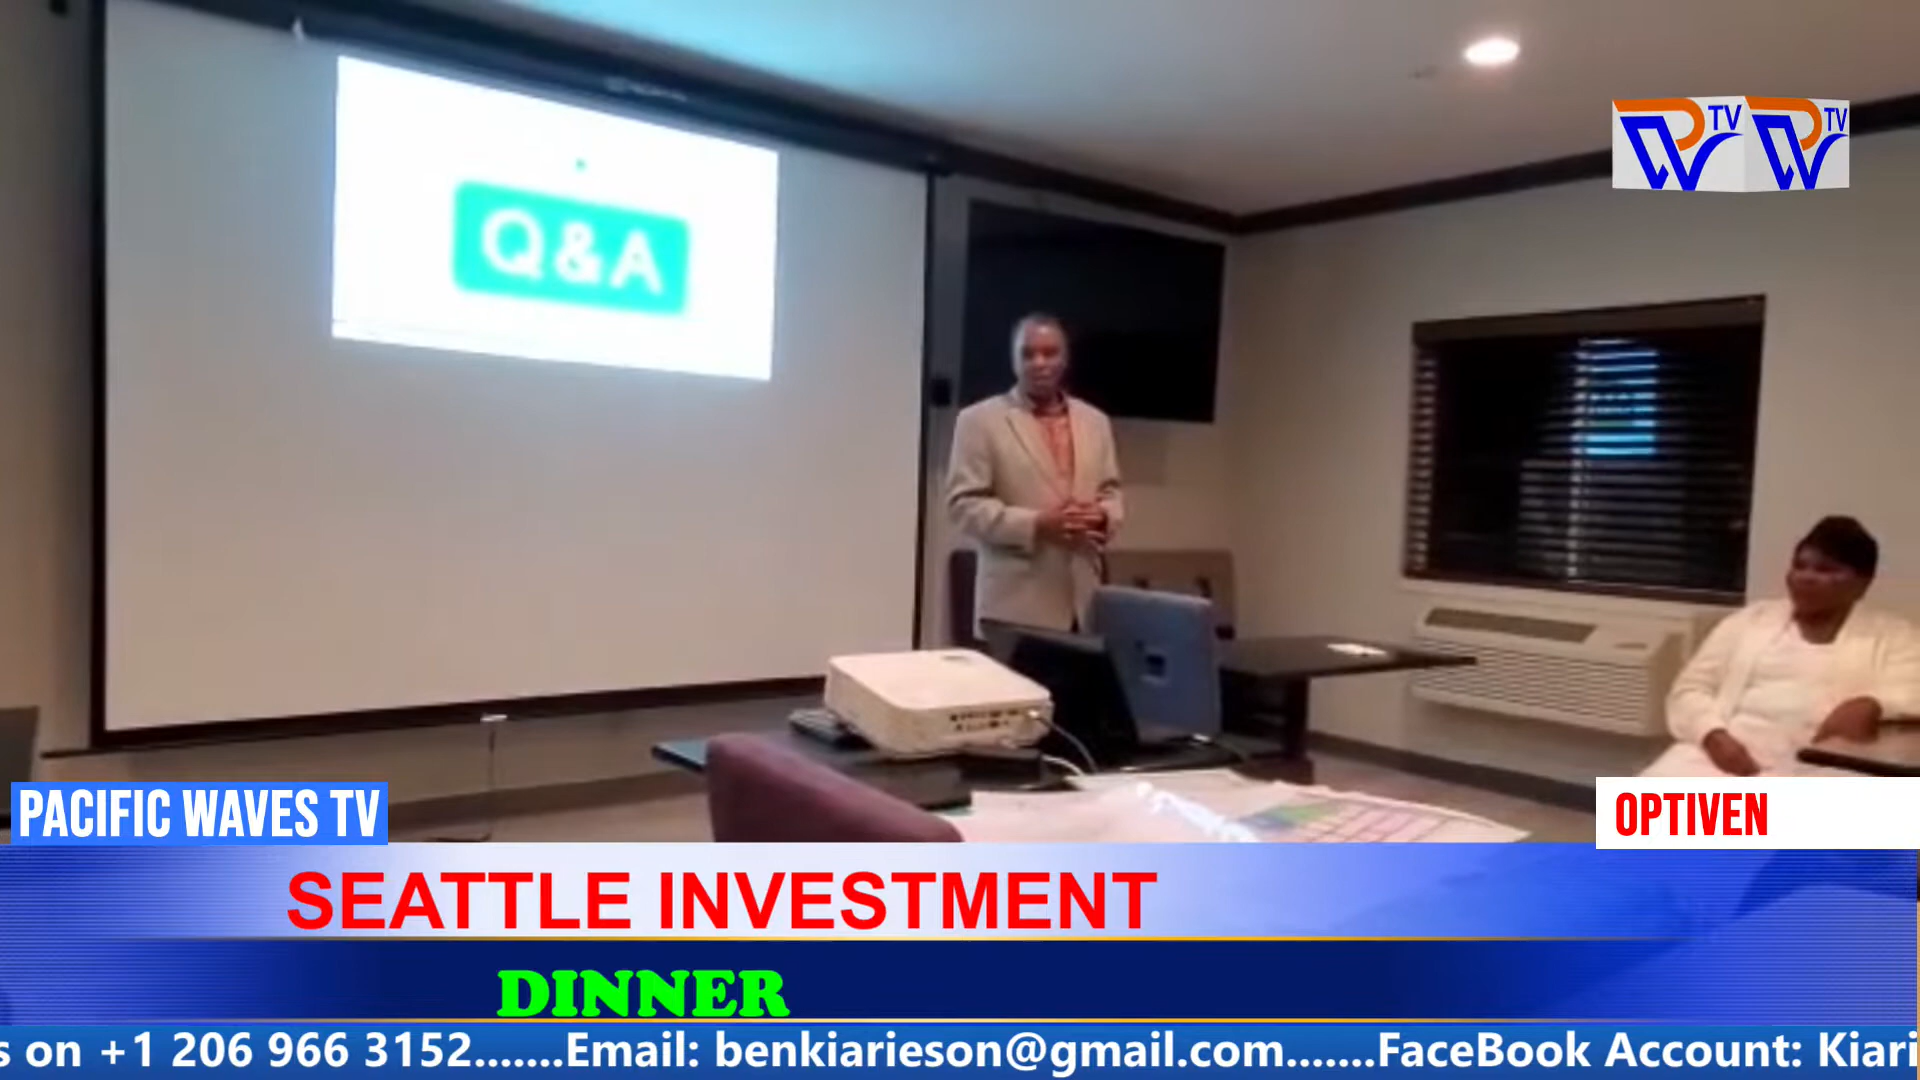 Q&A
TV
TV
PACIFIC WAVES TV
OPTIVEN
SEATTLE INVESTMENT
DINNER
s on +1 206 966 3152.......Email: benkiarieson@gmail.com.......FaceBook Account: Kiari